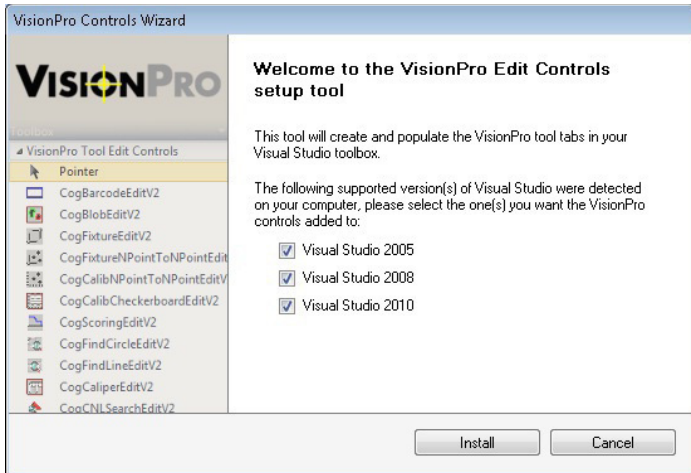 VisionPro Controls Wizard
VISIONPRO
Toolbox
VisionPro Tool Edit Controls
Pointer
CogBarcodeEditV2
CogBlobEditV2
CogFixtureEditV2
CogFixtureNPointToNPointEdit
CogCalibNPointToNPointEditV
CogCalibCheckerboardEditV2
CogScoringEditV2
CogFindCircleEditV2
CogFindLineEditV2
CogCaliperEditV2
CogCNLSearchEditV2
Welcome to the VisionPro Edit Controls
setup tool
This tool will create and populate the VisionPro tool tabs in your
Visual Studio toolbox.
The following supported version(s) of Visual Studio were detected
on your computer, please select the one(s) you want the VisionPro
controls added to:
Visual Studio 2005
Visual Studio 2008
Visual Studio 2010
Install
Cancel